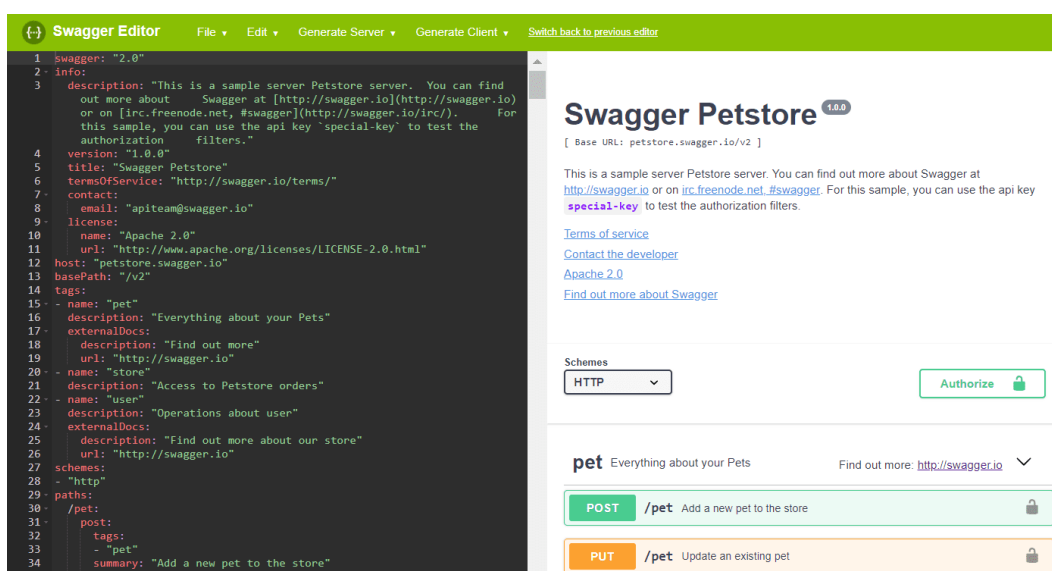 Swagger Editor File Edit Generate Server Generate Client Switch back to previous editor
1 swagger: "2.0"
2 info:
3 description: "This is a sample server Petstore server. You can find
out more about Swagger at [http://swagger.io](http://swagger.io)
or on [irc.freenode.net, #swagger](http://swagger.io/irc/). For
this sample, you can use the api key `special-key` to test the
authorization filters."
4 version: "1.0.0"
5 title: "Swagger Petstore"
6 termsOfService: "http://swagger.io/terms/"
7 contact:
8 email: "apiteam@swagger.io"
9 license:
10 name: "Apache 2.0"
11 url: "http://www.apache.org/licenses/LICENSE-2.0.html"
12 host: "petstore.swagger.io"
13 basePath: "/v2"
14 tags:
15 - name: "pet"
16 description: "Everything about your Pets"
17 externalDocs:
18 description: "Find out more"
19 url: "http://swagger.io"
20 - name: "store"
21 description: "Access to Petstore orders"
22 - name: "user"
23 description: "Operations about user"
24 externalDocs:
25 description: "Find out more about our store"
26 url: "http://swagger.io"
27 schemes:
28 - "http"
29 paths:
30 /pet:
31 post:
32 tags:
33 - "pet"
34 summary: "Add a new pet to the store"
Swagger Petstore 1.0.0
[ Base URL: petstore.swagger.io/v2 ]
This is a sample server Petstore server. You can find out more about Swagger at
http://swagger.io or on irc.freenode.net, #swagger. For this sample, you can use the api key
special-key to test the authorization filters.
Terms of service
Contact the developer
Apache 2.0
Find out more about Swagger
Schemes
HTTP
Authorize
pet Everything about your Pets Find out more: http://swagger.io
POST /pet Add a new pet to the store
PUT /pet Update an existing pet